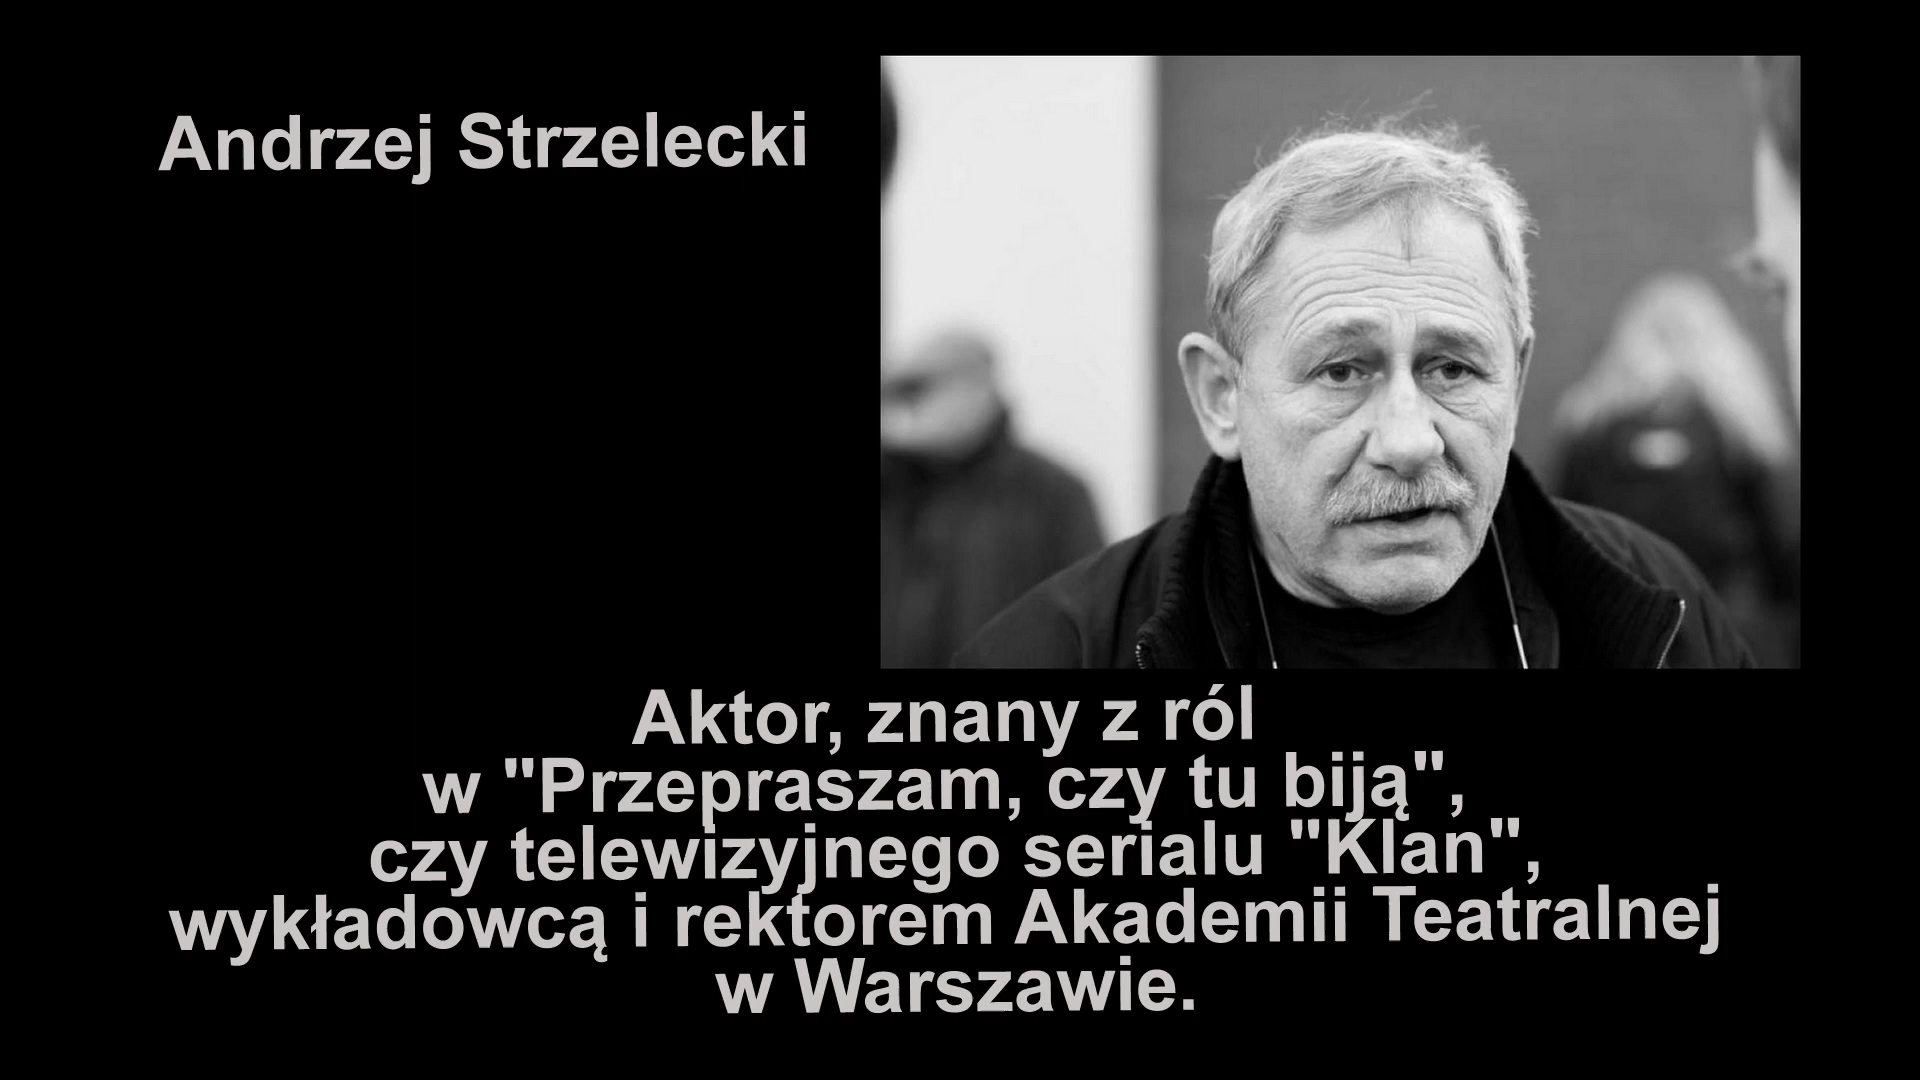 Andrzej Strzelecki
Aktor, znany z ról
w "Przepraszam, czy tu biją",
czy telewizyjnego serialu "Klan",
wykładowcą i rektorem Akademii Teatralnej
w Warszawie.